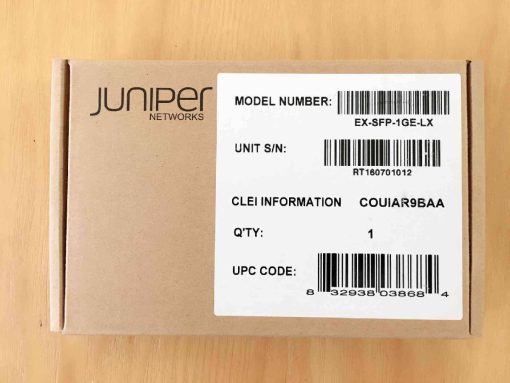 JUNIPEr
NETWORKS
MODEL NUMBER:
EX-SFP-1GE-LX
UNIT S/N:
RT160701012
CLEI INFORMATION COUIAR9BAA
Q'TY: 1
UPC CODE:
8 32938 03868 4